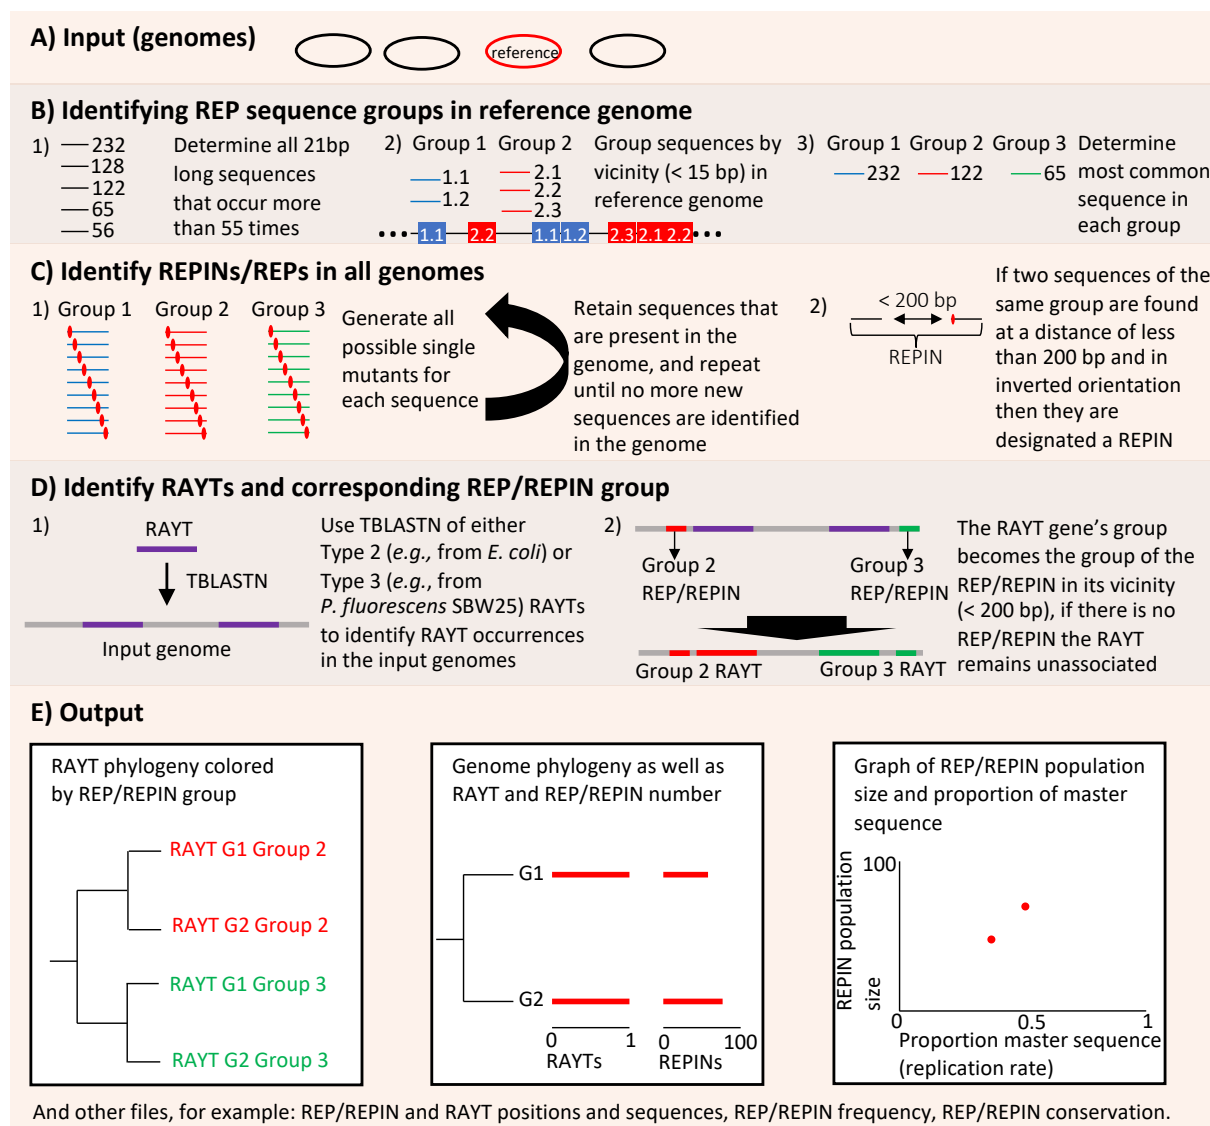 A) Input (genomes)
reference
B) Identifying REP sequence groups in reference genome
1)
232
128
122
65
56
Determine all 21bp
long sequences
that occur more
than 55 times
2)
Group 1
Group 2
1.1
1.2
2.1
2.2
2.3
Group sequences by
vicinity (< 15 bp) in
reference genome
••• 1.1 2.2 1.1 1.2 2.3 2.1 2.2 •••
3)
Group 1
Group 2
Group 3
232
122
65
Determine
most common
sequence in
each group
C) Identify REPINs/REPs in all genomes
1)
Group 1
Group 2
Group 3
Generate all
possible single
mutants for
each sequence
Retain sequences that
are present in the
genome, and repeat
until no more new
sequences are identified
in the genome
2)
< 200 bp
REPIN
If two sequences of the
same group are found
at a distance of less
than 200 bp and in
inverted orientation
then they are
designated a REPIN
D) Identify RAYTs and corresponding REP/REPIN group
1)
RAYT
TBLASTN
Input genome
Use TBLASTN of either
Type 2 (e.g., from E. coli) or
Type 3 (e.g., from
P. fluorescens SBW25) RAYTs
to identify RAYT occurrences
in the input genomes
2)
Group 2
REP/REPIN
Group 3
REP/REPIN
Group 2 RAYT
Group 3 RAYT
The RAYT gene's group
becomes the group of the
REP/REPIN in its vicinity
(< 200 bp), if there is no
REP/REPIN the RAYT
remains unassociated
E) Output
RAYT phylogeny colored
by REP/REPIN group
RAYT G1 Group 2
RAYT G2 Group 2
RAYT G1 Group 3
RAYT G2 Group 3
Genome phylogeny as well as
RAYT and REP/REPIN number
G1
G2
0 1
RAYTs
0 100
REPINs
Graph of REP/REPIN population
size and proportion of master
sequence
REPIN population
size
100
0 0.5 1
Proportion master sequence
(replication rate)
And other files, for example: REP/REPIN and RAYT positions and sequences, REP/REPIN frequency, REP/REPIN conservation.